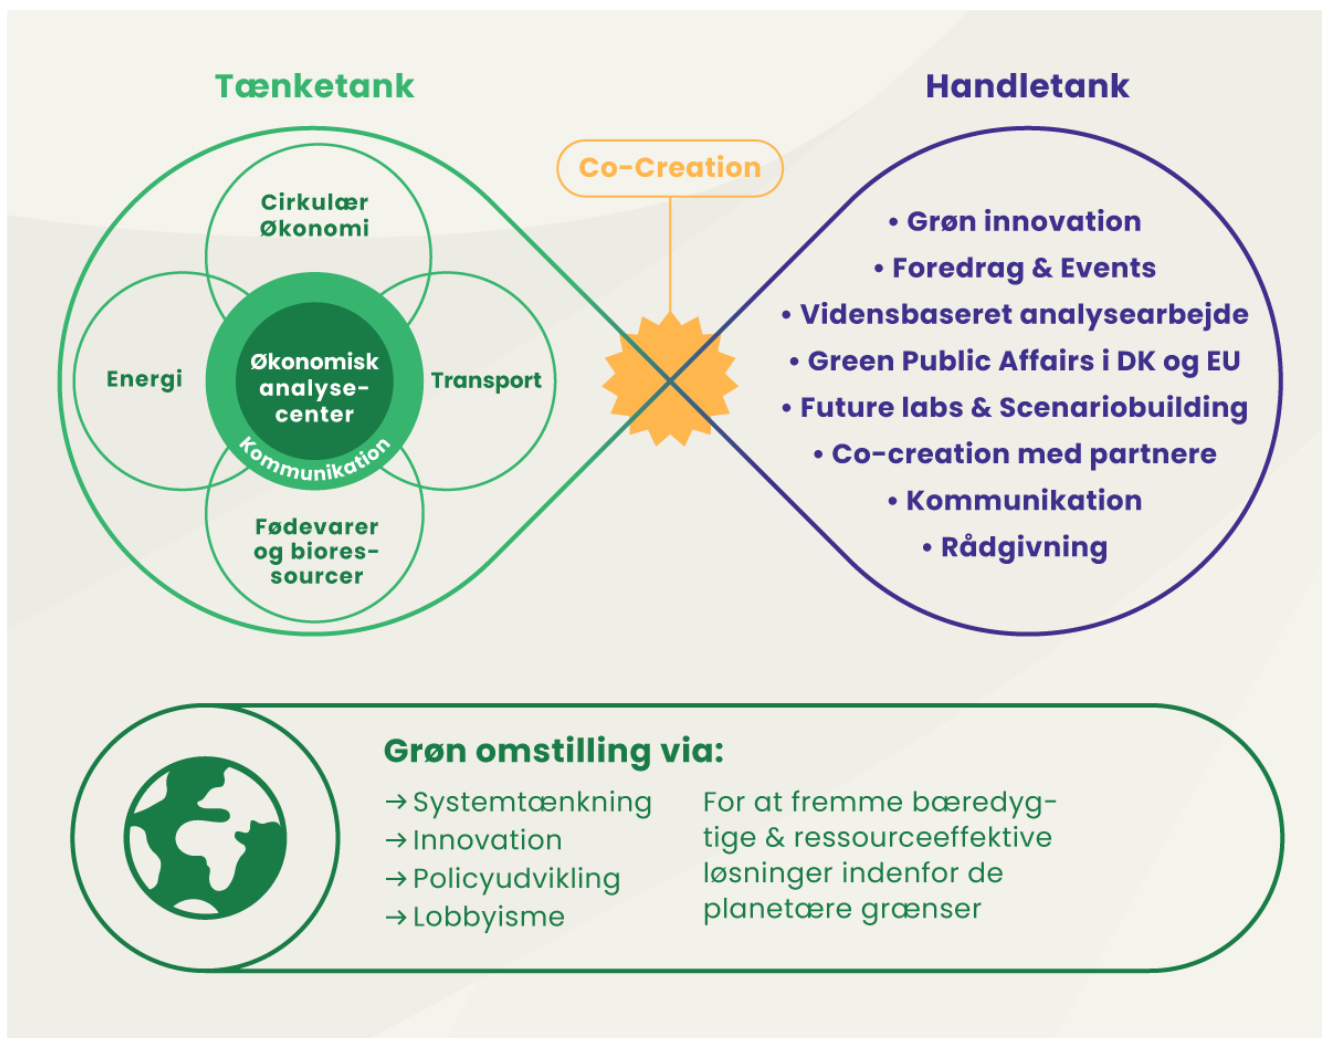 Tænketank
Handletank
Co-Creation
Cirkulær
Økonomi
Energi
Økonomisk
analyse-
center
Transport
Kommunikation
Fødevarer
og biores-
sourcer
• Grøn innovation
• Foredrag & Events
• Vidensbaseret analysearbejde
• Green Public Affairs i DK og EU
• Future labs & Scenariobuilding
• Co-creation med partnere
• Kommunikation
• Rådgivning
Grøn omstilling via:
→ Systemtænkning
→ Innovation
→ Policyudvikling
→ Lobbyisme
For at fremme bæredyg-
tige & ressourceeffektive
løsninger indenfor de
planetære grænser